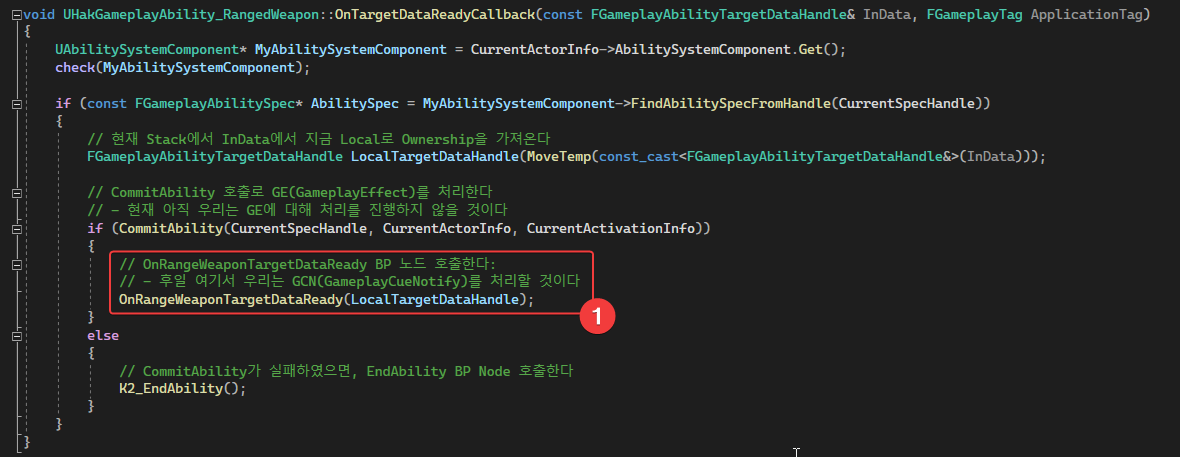 void UHakGameplayAbility_RangedWeapon::OnTargetDataReadyCallback(const FGameplayAbilityTargetDataHandle& InData, FGameplayTag ApplicationTag)
{
UAbilitySystemComponent* MyAbilitySystemComponent = CurrentActorInfo->AbilitySystemComponent.Get();
check(MyAbilitySystemComponent);
if (const FGameplayAbilitySpec* AbilitySpec = MyAbilitySystemComponent->FindAbilitySpecFromHandle(CurrentSpecHandle))
{
// 현재 Stack에서 InData에서 지금 Local로 Ownership을 가져온다
FGameplayAbilityTargetDataHandle LocalTargetDataHandle(MoveTemp(const_cast<FGameplayAbilityTargetDataHandle&>(InData)));
// CommitAbility 호출로 GE(GameplayEffect)를 처리한다
// - 현재 아직 우리는 GE에 대해 처리를 진행하지 않을 것이다
if (CommitAbility(CurrentSpecHandle, CurrentActorInfo, CurrentActivationInfo))
{
// OnRangeWeaponTargetDataReady BP 노드 호출한다:
// - 후일 여기서 우리는 GCN(GameplayCueNotify)를 처리할 것이다
OnRangeWeaponTargetDataReady(LocalTargetDataHandle);
1
}
else
{
// CommitAbility가 실패하였으면, EndAbility BP Node 호출한다
K2_EndAbility();
}
}
}